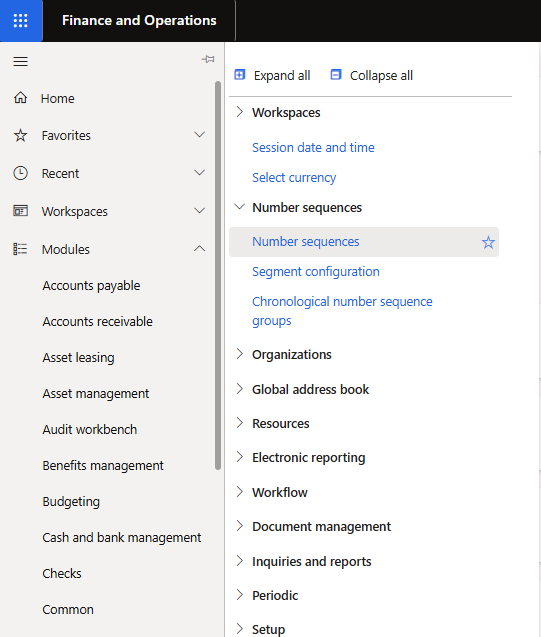 Finance and Operations
Home
Favorites
Recent
Workspaces
Modules
Accounts payable
Accounts receivable
Asset leasing
Asset management
Audit workbench
Benefits management
Budgeting
Cash and bank management
Checks
Common
Expand all
Collapse all
Workspaces
Session date and time
Select currency
Number sequences
Number sequences
Segment configuration
Chronological number sequence
groups
Organizations
Global address book
Resources
Electronic reporting
Workflow
Document management
Inquiries and reports
Periodic
Setup